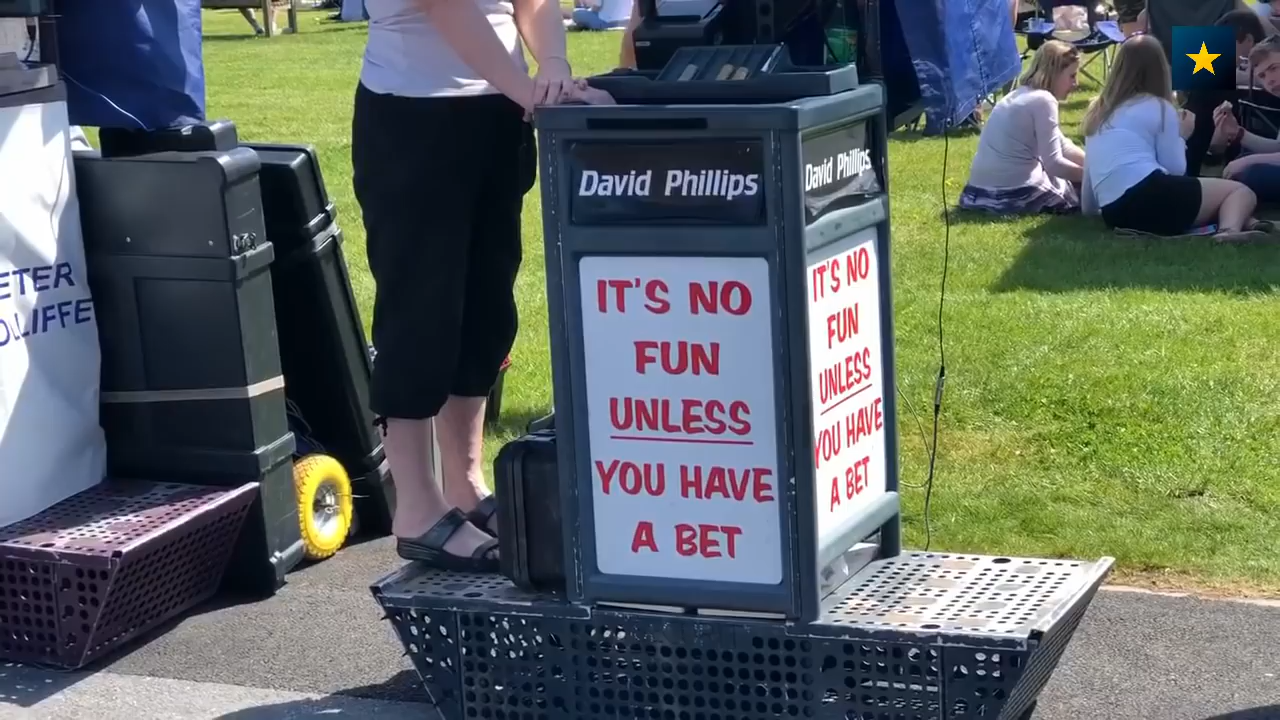 David Phillips
IT'S NO
FUN
UNLESS
YOU HAVE
A BET
David Phillips
IT'S NO
FUN
UNLESS
YOU HAVE
A BET
ETER
OLLIFFE